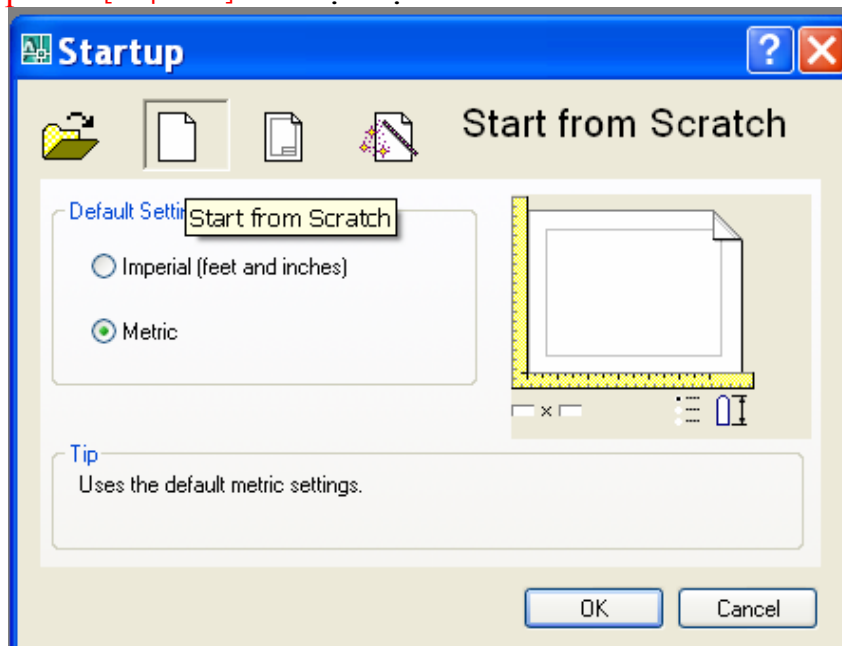 Startup
Start from Scratch
Default Settin
Start from Scratch
Imperial (feet and inches)
Metric
Tip
Uses the default metric settings.
OK
Cancel